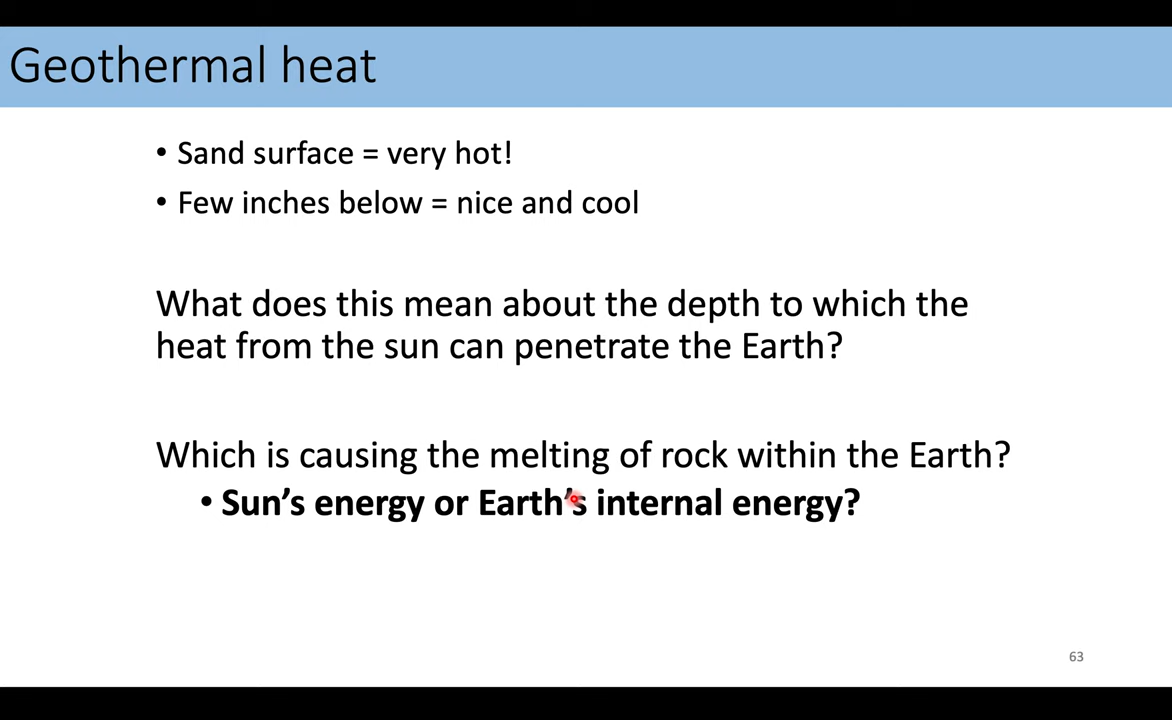 Geothermal heat
• Sand surface = very hot!
• Few inches below = nice and cool
What does this mean about the depth to which the
heat from the sun can penetrate the Earth?
Which is causing the melting of rock within the Earth?
• Sun’s energy or Earth’s internal energy?
63